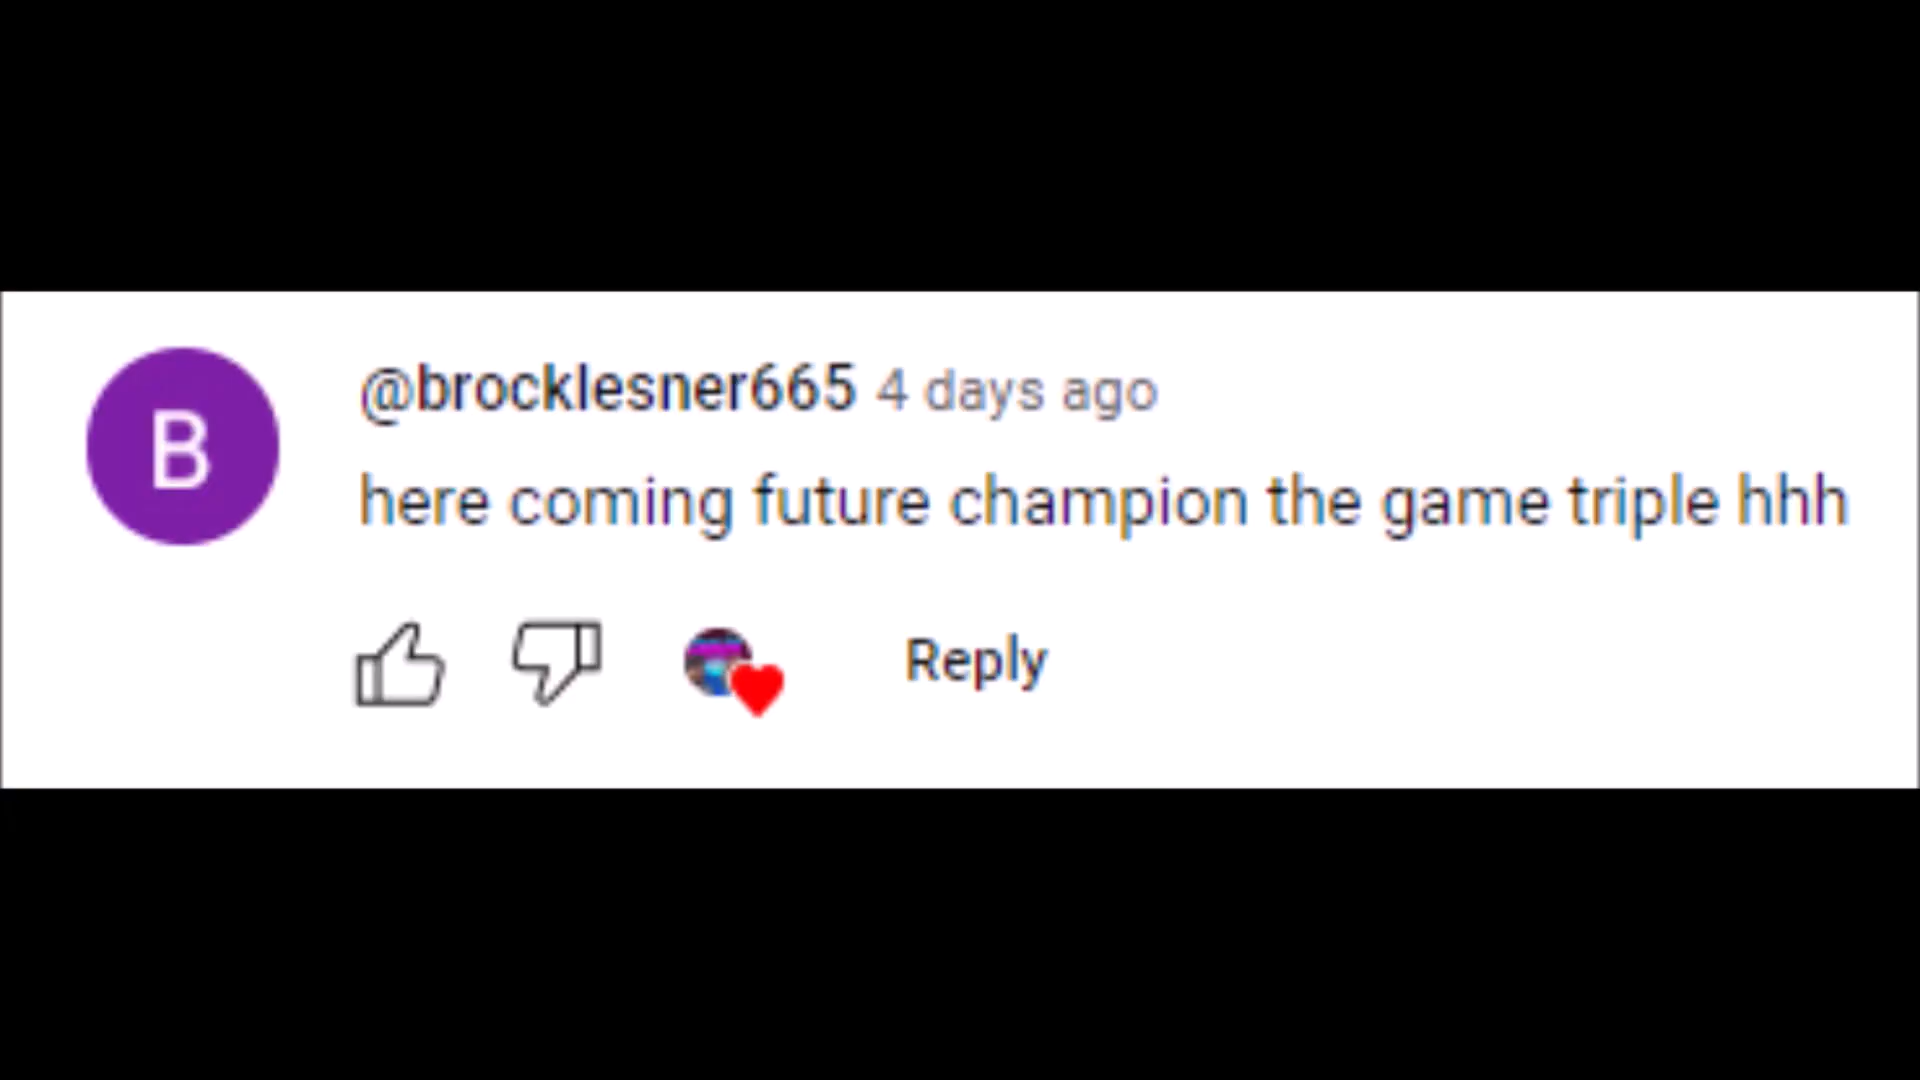 B
@brocklesner665 4 days ago
here coming future champion the game triple hhh
Reply